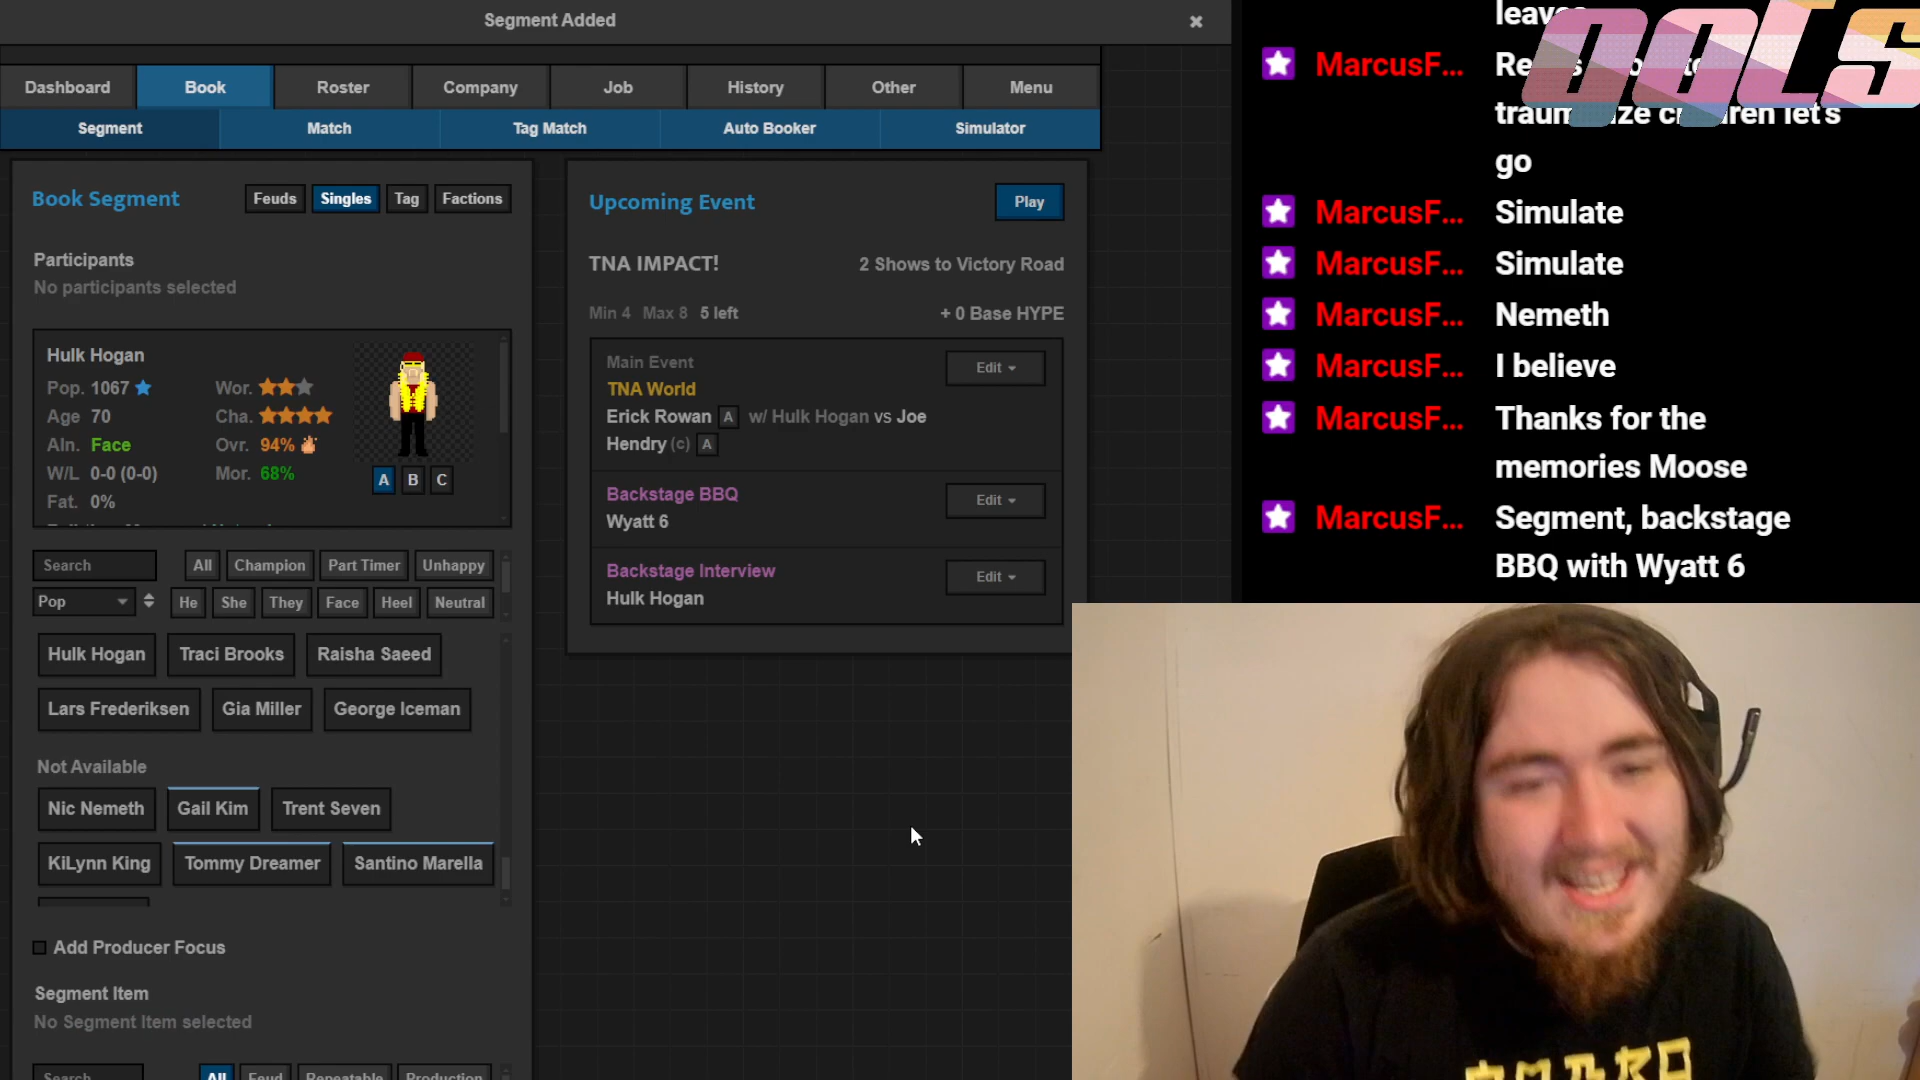 Segment Added
×
Dashboard Book Roster Company Job History Other Menu
Segment Match Tag Match Auto Booker Simulator
Book Segment Feuds Singles Tag Factions
Participants
No participants selected
Hulk Hogan
Pop. 1067 Wor.
Age 70 Cha.
Aln. Face Ovr. 94%
W/L 0-0 (0-0) Mor. 68%
Fat. 0%
A B C
Search All Champion Part Timer Unhappy
Pop He She They Face Heel Neutral
Hulk Hogan Traci Brooks Raisha Saeed
Lars Frederiksen Gia Miller George Iceman
Not Available
Nic Nemeth Gail Kim Trent Seven
KiLynn King Tommy Dreamer Santino Marella
Add Producer Focus
Segment Item
No Segment Item selected
Search All Feud Repeatable Production
Upcoming Event Play
TNA IMPACT! 2 Shows to Victory Road
Min 4 Max 8 5 left + 0 Base HYPE
Main Event Edit
TNA World
Erick Rowan A w/ Hulk Hogan vs Joe
Hendry (c) A
Backstage BBQ Edit
Wyatt 6
Backstage Interview Edit
Hulk Hogan
leaves
MarcusF...
go
MarcusF... Simulate
MarcusF... Simulate
MarcusF... Nemeth
MarcusF... I believe
MarcusF... Thanks for the
memories Moose
MarcusF... Segment, backstage
BBQ with Wyatt 6